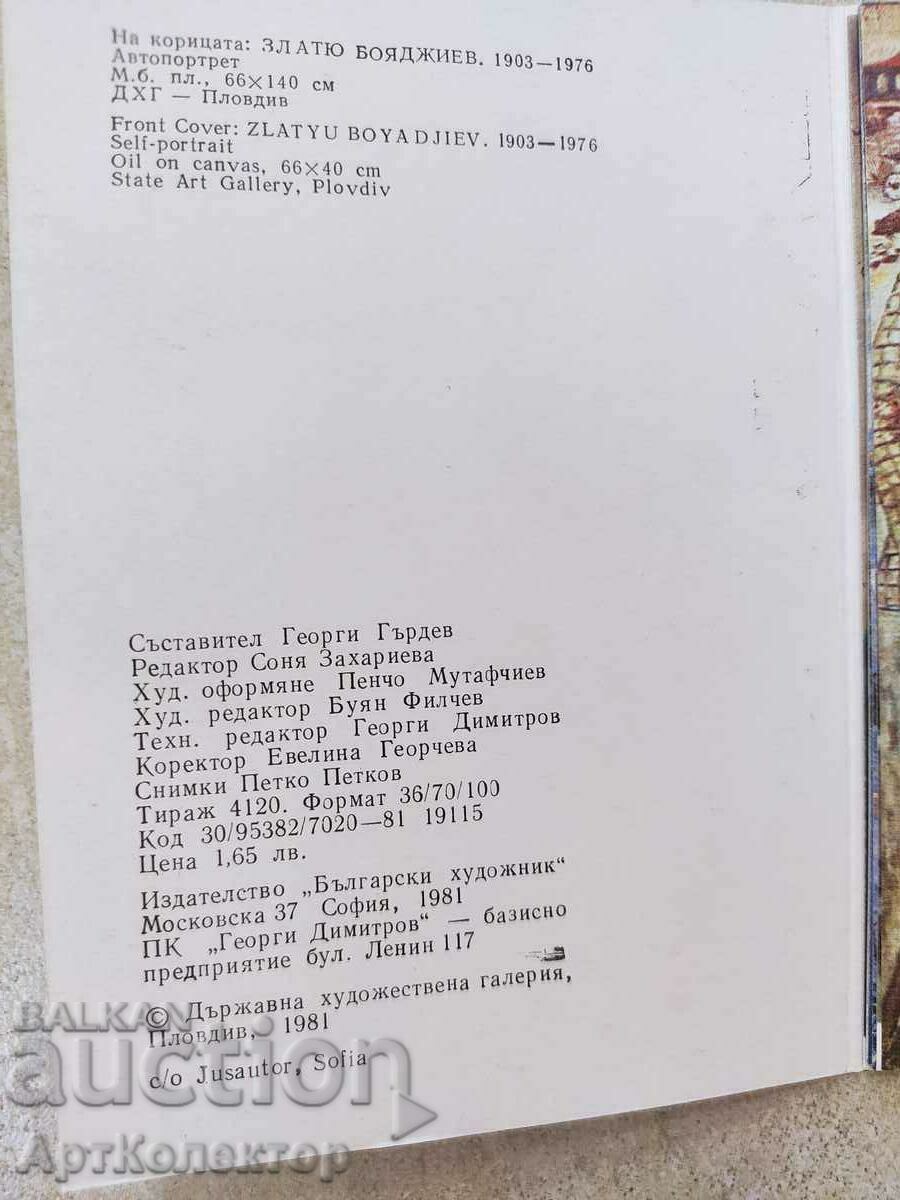 На корицата: ЗЛАТЮ БОЯДЖИЕВ. 1903—1976
Автопортрет
М.б. пл., 66×140 см
ДХГ — Пловдив
Front Cover: ZLATYU BOYADJIEV. 1903—1976
Self-portrait
Oil on canvas, 66×40 cm
State Art Gallery, Plovdiv
Съставител Георги Гърдев
Редактор Соня Захариева
Худ. оформяне Пенчо Мутафчиев
Худ. редактор Буян Филчев
Техн. редактор Георги Димитров
Коректор Евелина Георчева
Снимки Петко Петков
Тираж 4120. Формат 36/70/100
Код 30/95382/7020—81 19115
Цена 1,65 лв.
Издателство „Български художник“
Московска 37 София, 1981
ПК „Георги Димитров“ — базисно
предприятие бул. Ленин 117
© Държавна художествена галерия,
Пловдив, 1981
c/o Jusautor, Sofia
BALKAN
auction
АртКолектор